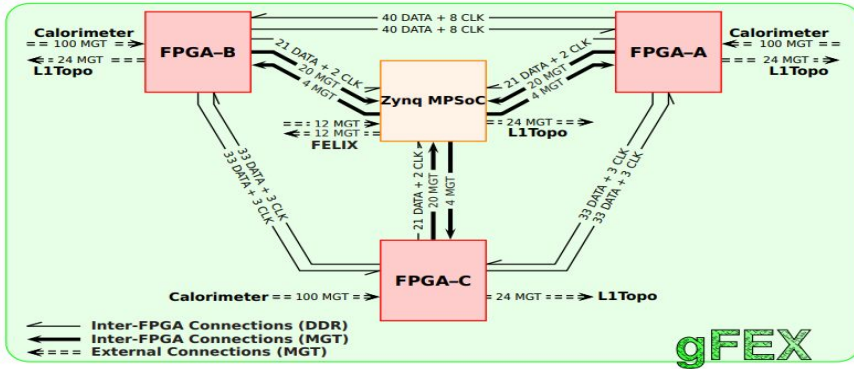 40 DATA + 8 CLK
40 DATA + 8 CLK
Calorimeter
100 MGT
24 MGT
L1Topo
FPGA–B
21 DATA + 2 CLK
20 MGT
4 MGT
Zynq MPSoC
21 DATA + 2 CLK
20 MGT
4 MGT
FPGA–A
Calorimeter
100 MGT
24 MGT
L1Topo
12 MGT
12 MGT
FELIX
24 MGT
L1Topo
33 DATA + 3 CLK
33 DATA + 3 CLK
21 DATA + 2 CLK
20 MGT
4 MGT
33 DATA + 3 CLK
33 DATA + 3 CLK
FPGA–C
Calorimeter
100 MGT
24 MGT
L1Topo
Inter-FPGA Connections (DDR)
Inter-FPGA Connections (MGT)
External Connections (MGT)
gFEX